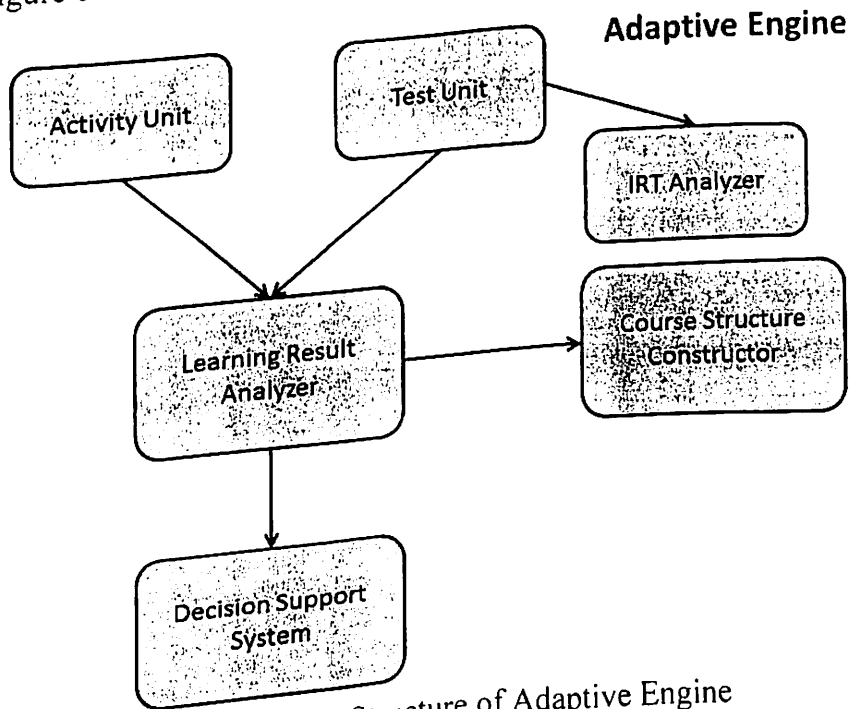 Adaptive Engine
Activity Unit
Test Unit
IRT Analyzer
Learning Result
Analyzer
Course Structure
Constructor
Decision Support
System
of Adaptive Engine